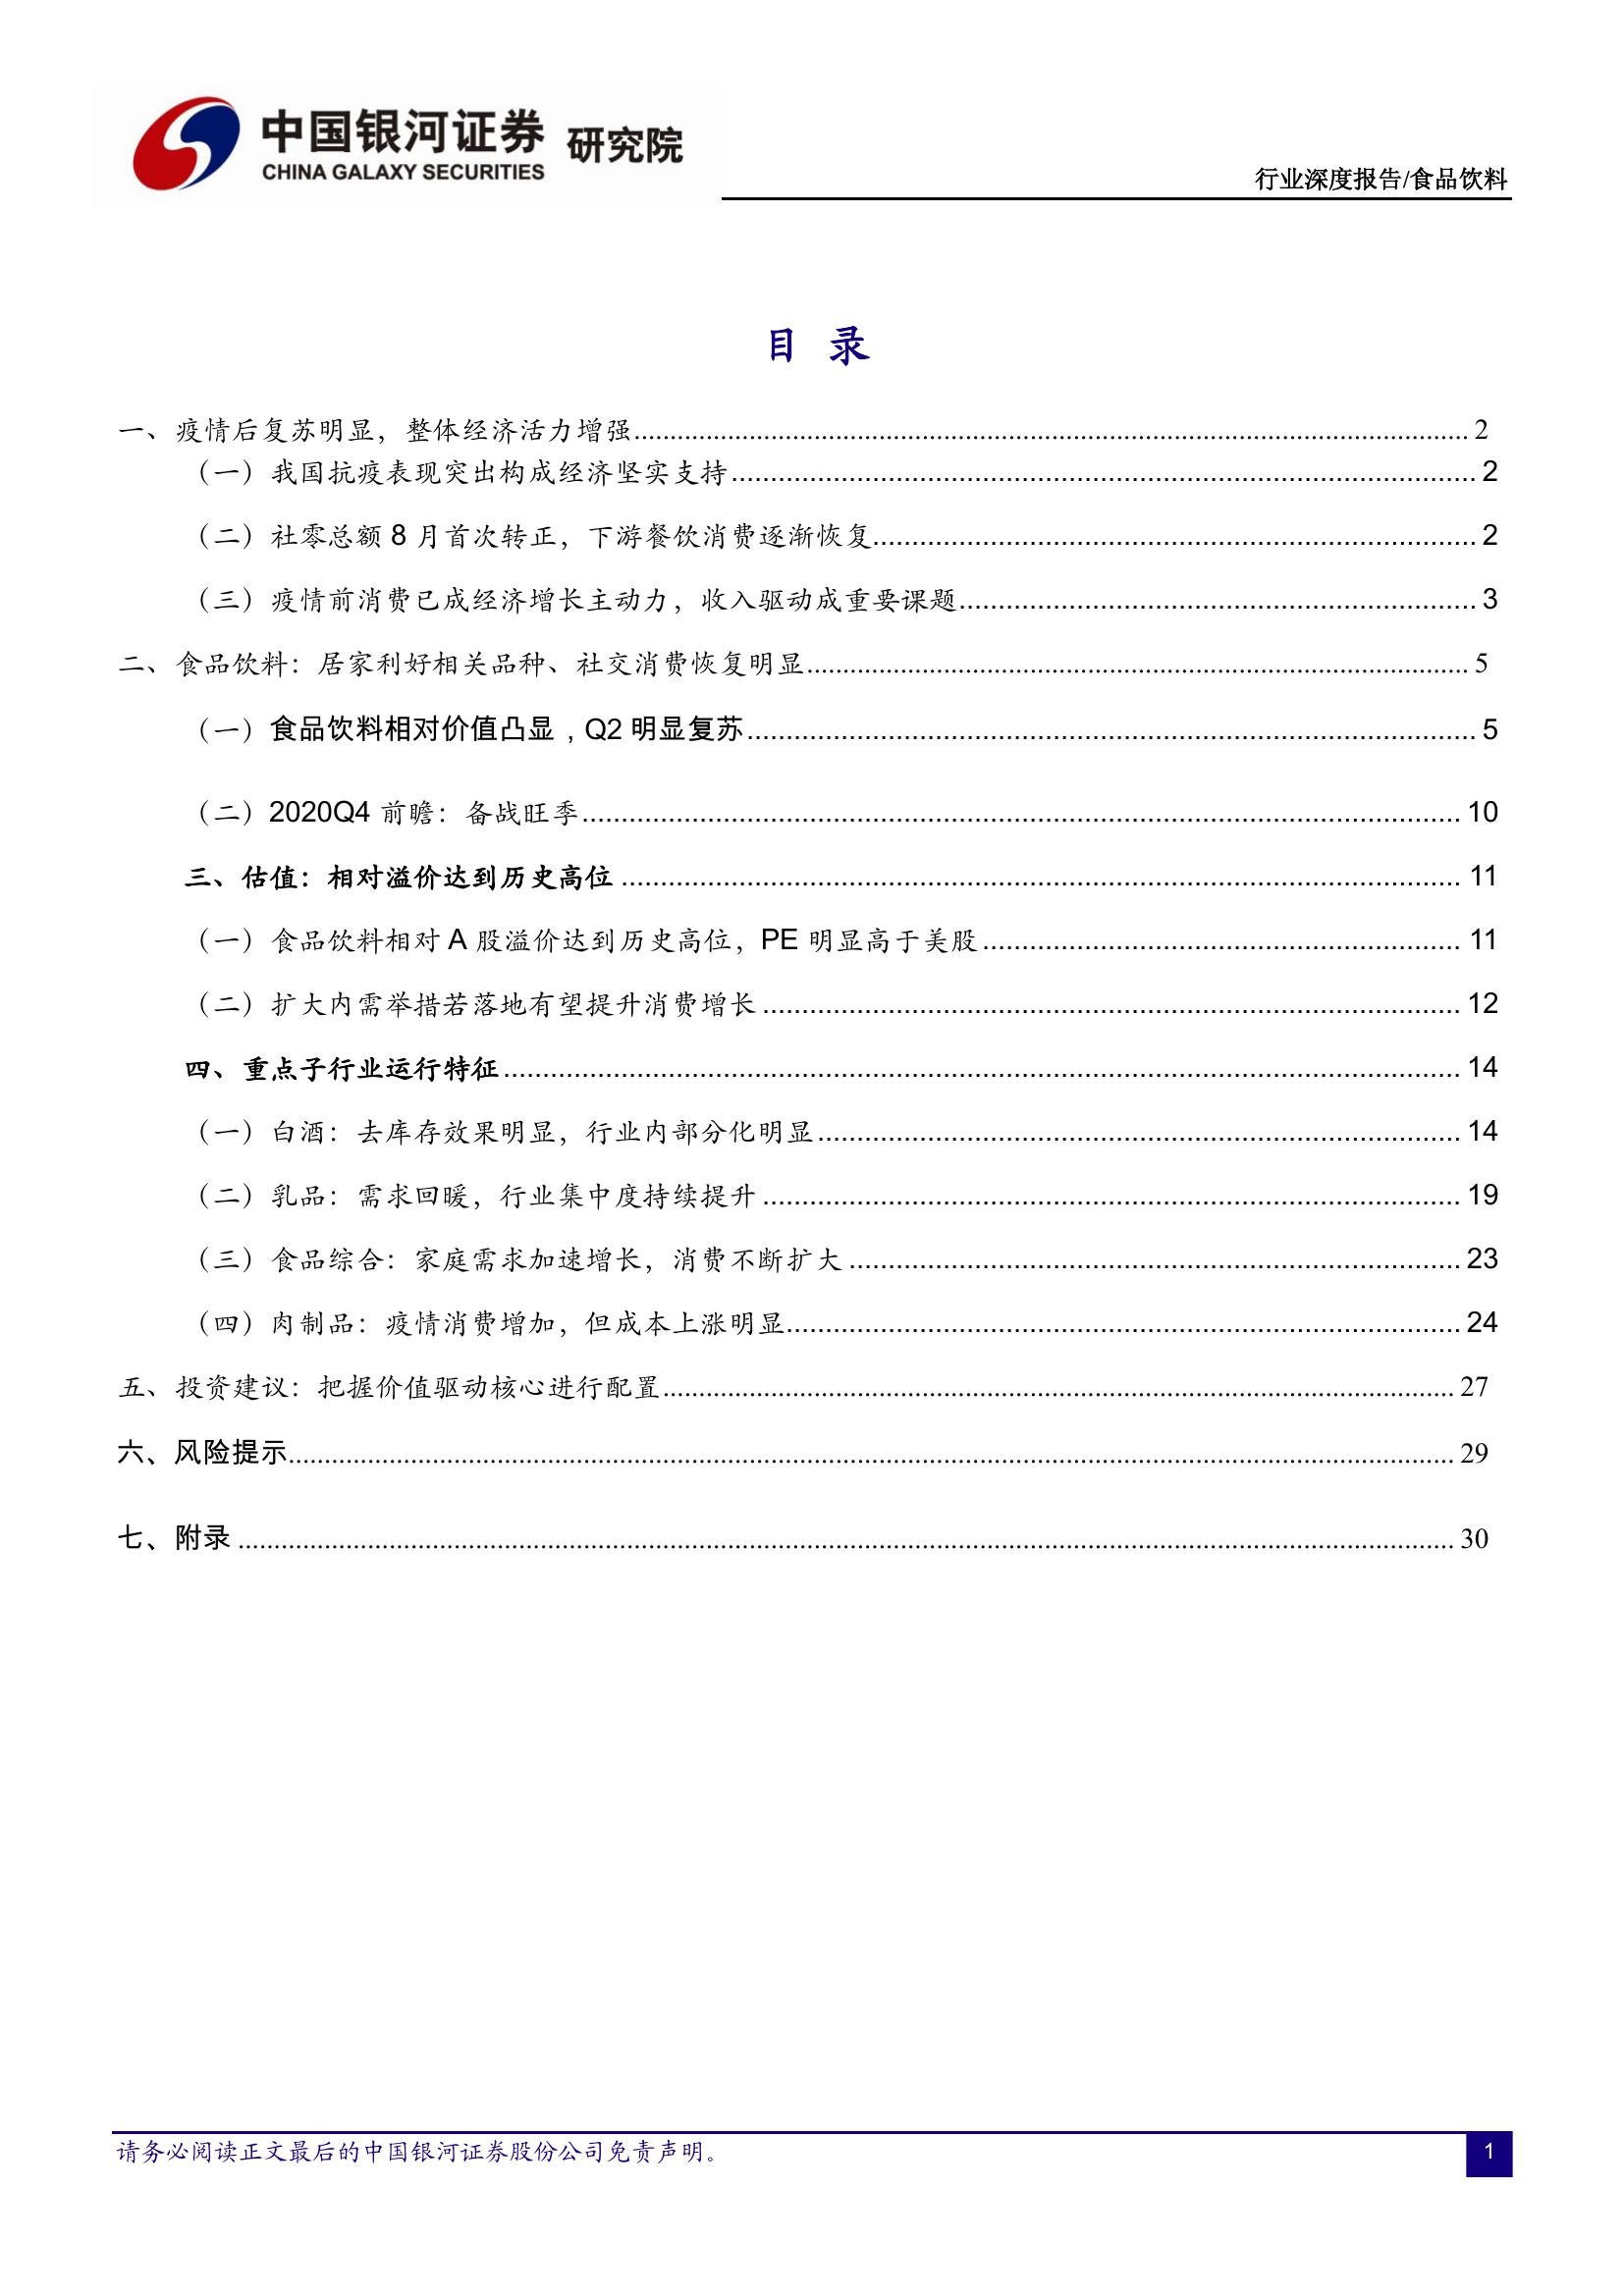 中国银河证券 研究院
CHINA GALAXY SECURITIES
行业深度报告/食品饮料
目 录
一、疫情后复苏明显，整体经济活力增强........................ 2
（一）我国抗疫表现突出构成经济坚实支持........................ 2
（二）社零总额 8 月首次转正，下游餐饮消费逐渐恢复........................ 2
（三）疫情前消费已成经济增长主动力，收入驱动成重要课题........................ 3
二、食品饮料：居家利好相关品种、社交消费恢复明显........................ 5
（一）食品饮料相对价值凸显，Q2 明显复苏........................ 5
（二）2020Q4 前瞻：备战旺季........................ 10
三、估值：相对溢价达到历史高位........................ 11
（一）食品饮料相对 A 股溢价达到历史高位，PE 明显高于美股........................ 11
（二）扩大内需举措若落地有望提升消费增长........................ 12
四、重点子行业运行特征........................ 14
（一）白酒：去库存效果明显，行业内部分化明显........................ 14
（二）乳品：需求回暖，行业集中度持续提升........................ 19
（三）食品综合：家庭需求加速增长，消费不断扩大........................ 23
（四）肉制品：疫情消费增加，但成本上涨明显........................ 24
五、投资建议：把握价值驱动核心进行配置........................ 27
六、风险提示........................ 29
七、附录........................ 30
请务必阅读正文最后的中国银河证券股份公司免责声明。
1